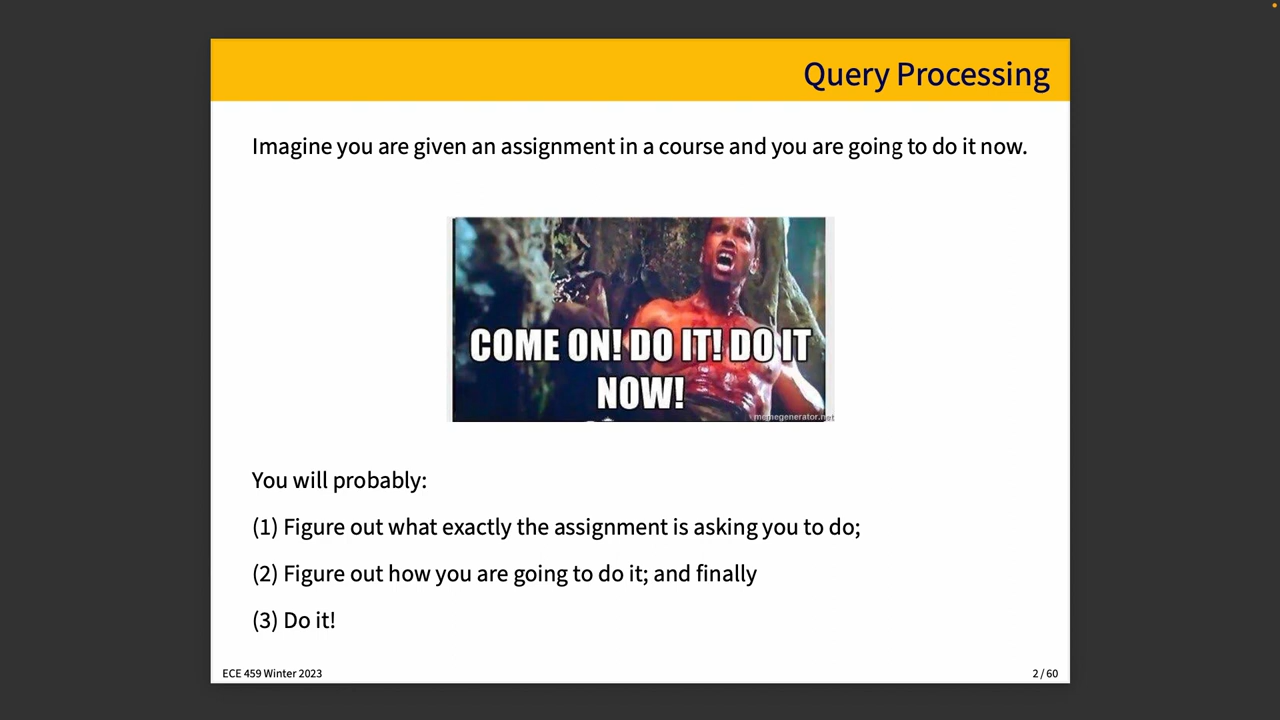 Query Processing
Imagine you are given an assignment in a course and you are going to do it now.
COME ON! DO IT! DO IT
NOW!
memegenerator.net
You will probably:
(1) Figure out what exactly the assignment is asking you to do;
(2) Figure out how you are going to do it; and finally
(3) Do it!
ECE 459 Winter 2023
2 / 60